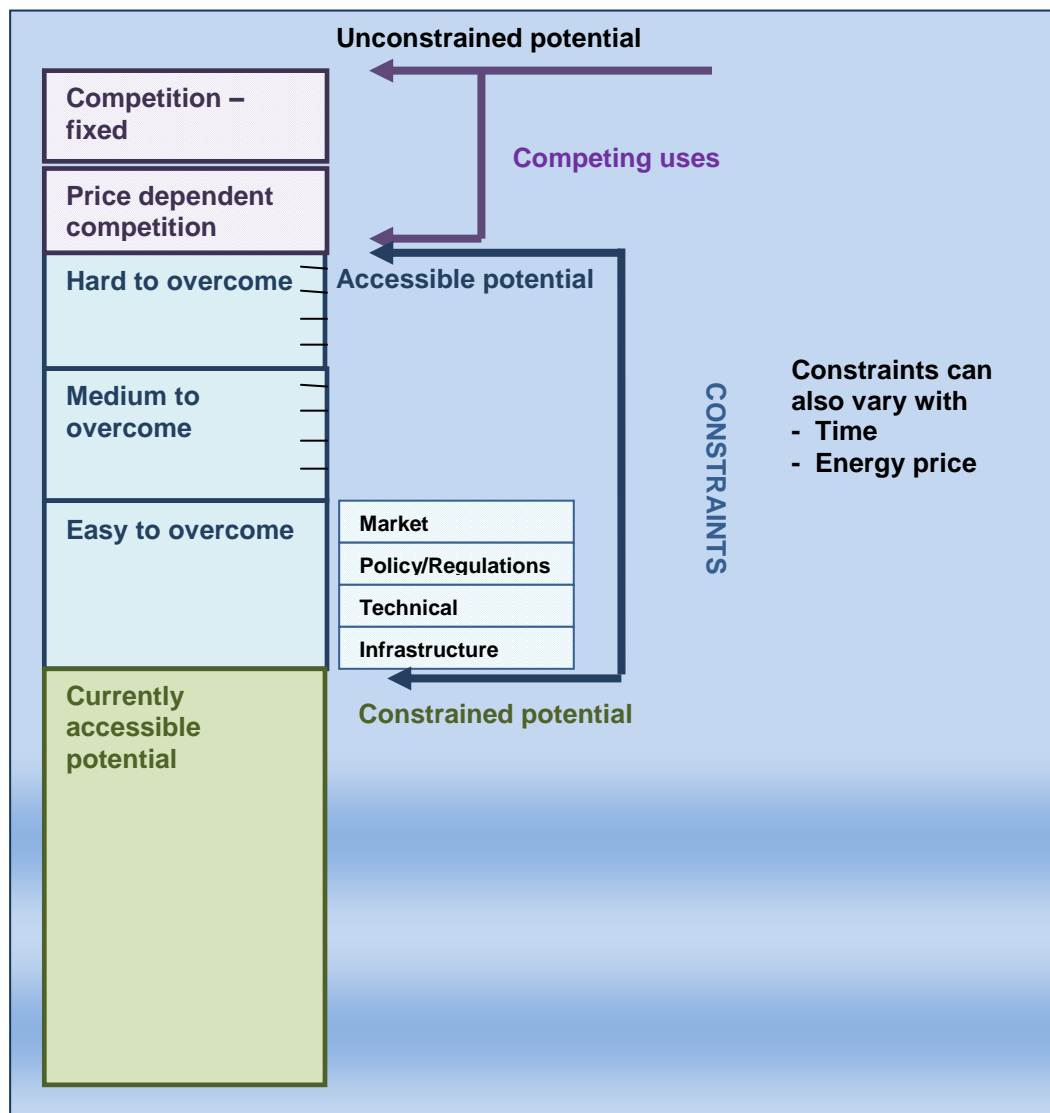 Unconstrained potential
Competition –
fixed
Competing uses
Price dependent
competition
Hard to overcome
Accessible potential
Medium to
overcome
CONSTRAINTS
Constraints can
also vary with
- Time
- Energy price
Easy to overcome
Market
Policy/Regulations
Technical
Infrastructure
Currently
accessible
potential
Constrained potential